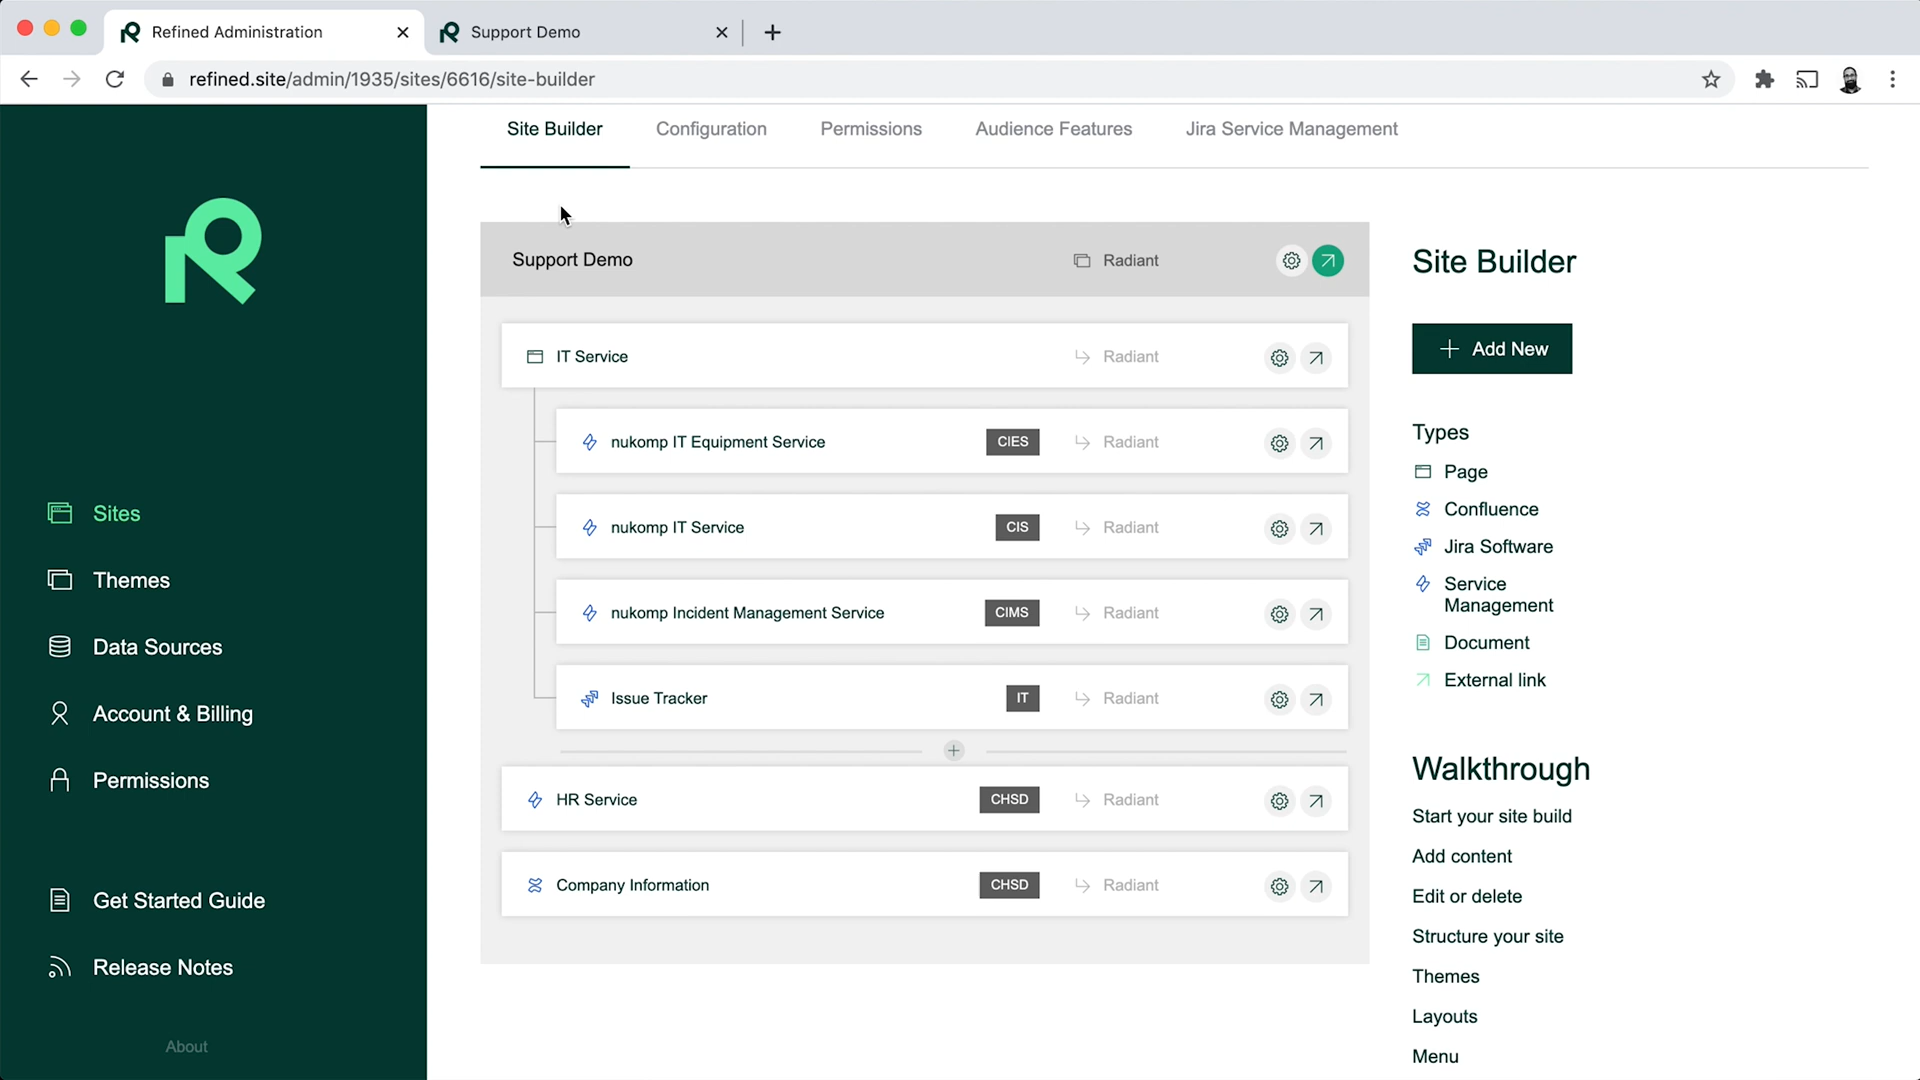 Refined Administration
Support Demo
refined.site/admin/1935/sites/6616/site-builder
Site Builder
Configuration
Permissions
Audience Features
Jira Service Management
Support Demo
Radiant
IT Service
Radiant
nukomp IT Equipment Service
CIES
Radiant
nukomp IT Service
CIS
Radiant
nukomp Incident Management Service
CIMS
Radiant
Issue Tracker
IT
Radiant
HR Service
CHSD
Radiant
Company Information
CHSD
Radiant
Sites
Themes
Data Sources
Account & Billing
Permissions
Get Started Guide
Release Notes
About
Site Builder
Add New
Types
Page
Confluence
Jira Software
Service
Management
Document
External link
Walkthrough
Start your site build
Add content
Edit or delete
Structure your site
Themes
Layouts
Menu